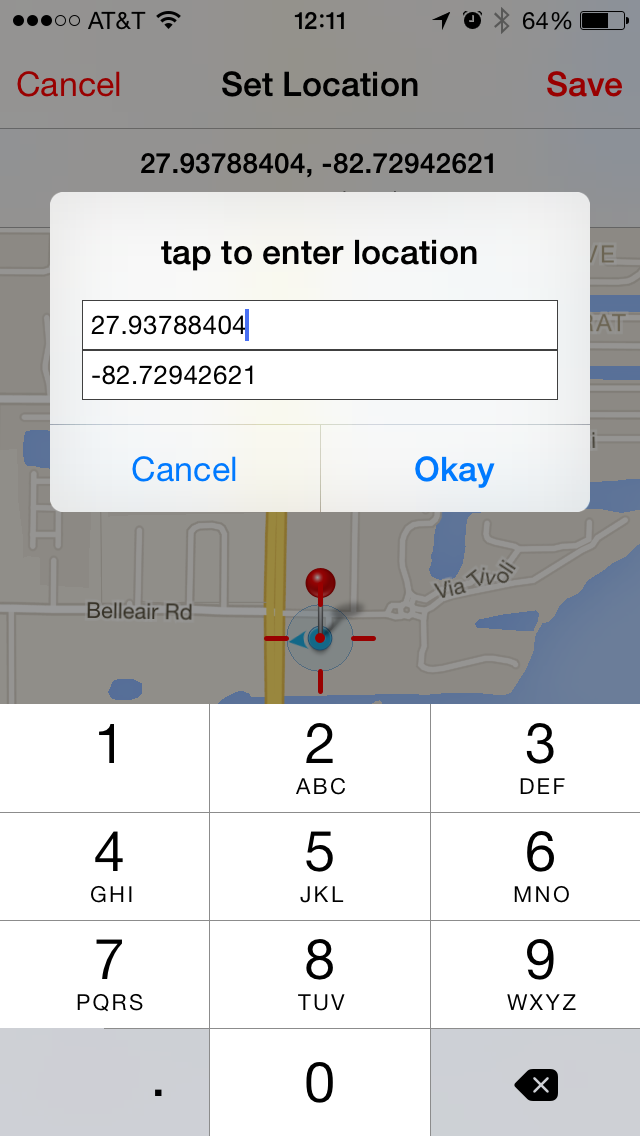 AT&T 12:11 64%
Cancel Set Location Save
27.93788404, -82.72942621
tap to enter location
27.93788404
-82.72942621
Cancel Okay
Belleair Rd
Via Tivoli
1
2 ABC
3 DEF
4 GHI
5 JKL
6 MNO
7 PQRS
8 TUV
9 WXYZ
. 0